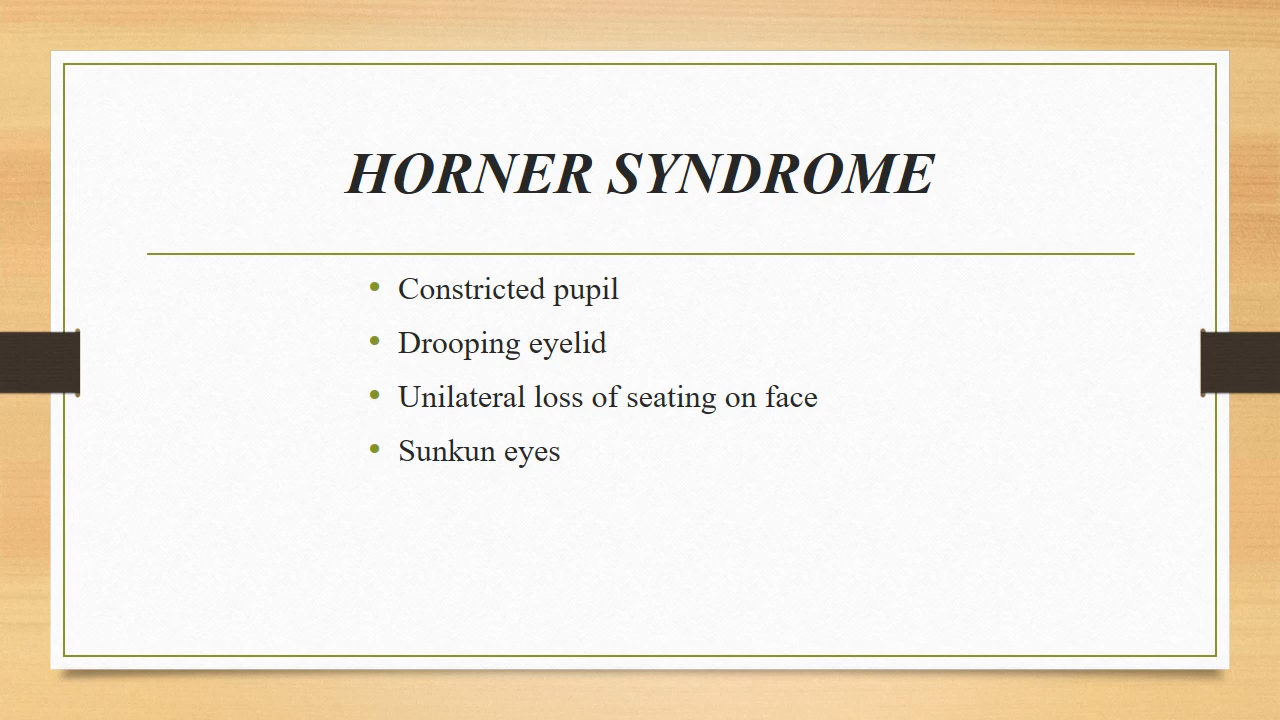 HORNER SYNDROME
• Constricted pupil
• Drooping eyelid
• Unilateral loss of seating on face
• Sunkun eyes